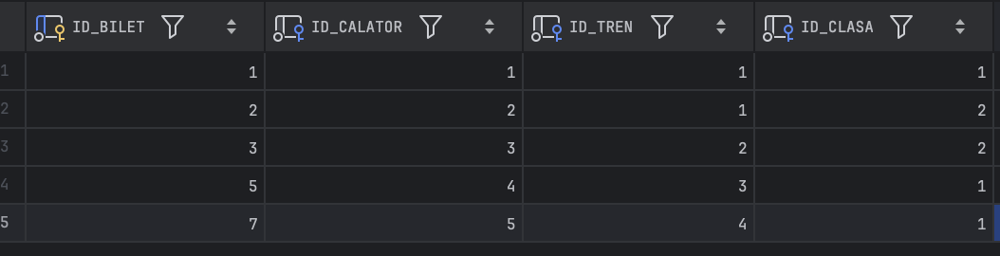 ID_BILET ID_CALATOR ID_TREN ID_CLASA
1 1 1 1 1
2 2 2 1 2
3 3 3 2 2
4 5 4 3 1
5 7 5 4 1